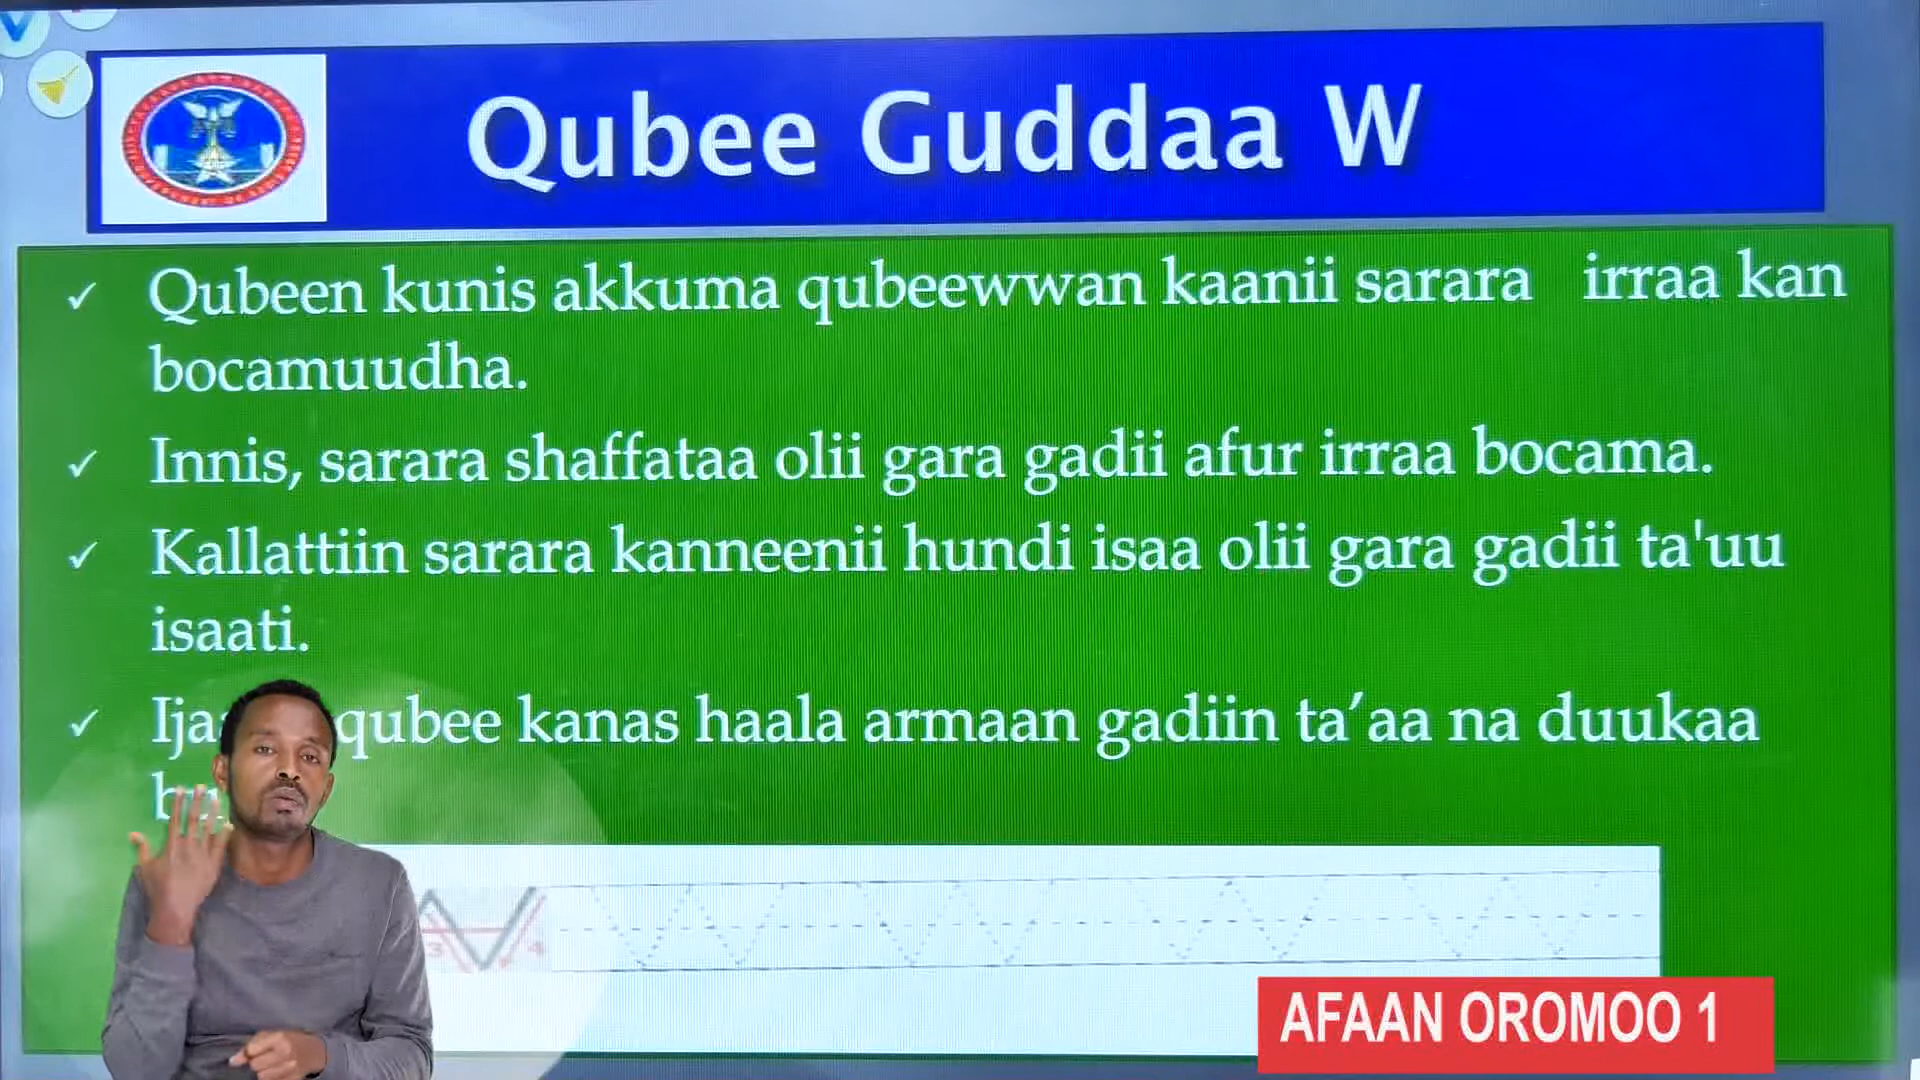 Qubee Guddaa W
Qubeen kunis akkuma qubeewwan kaanii sarara irraa kan
bocamuudha.
Innis, sarara shaffataa olii gara gadii afur irraa bocama.
Kallattiin sarara kanneenii hundi isaa olii gara gadii ta'uu
isaati.
qubee kanas haala armaan gadiin ta’aa na duukaa
3 4
AFAAN OROMOO 1